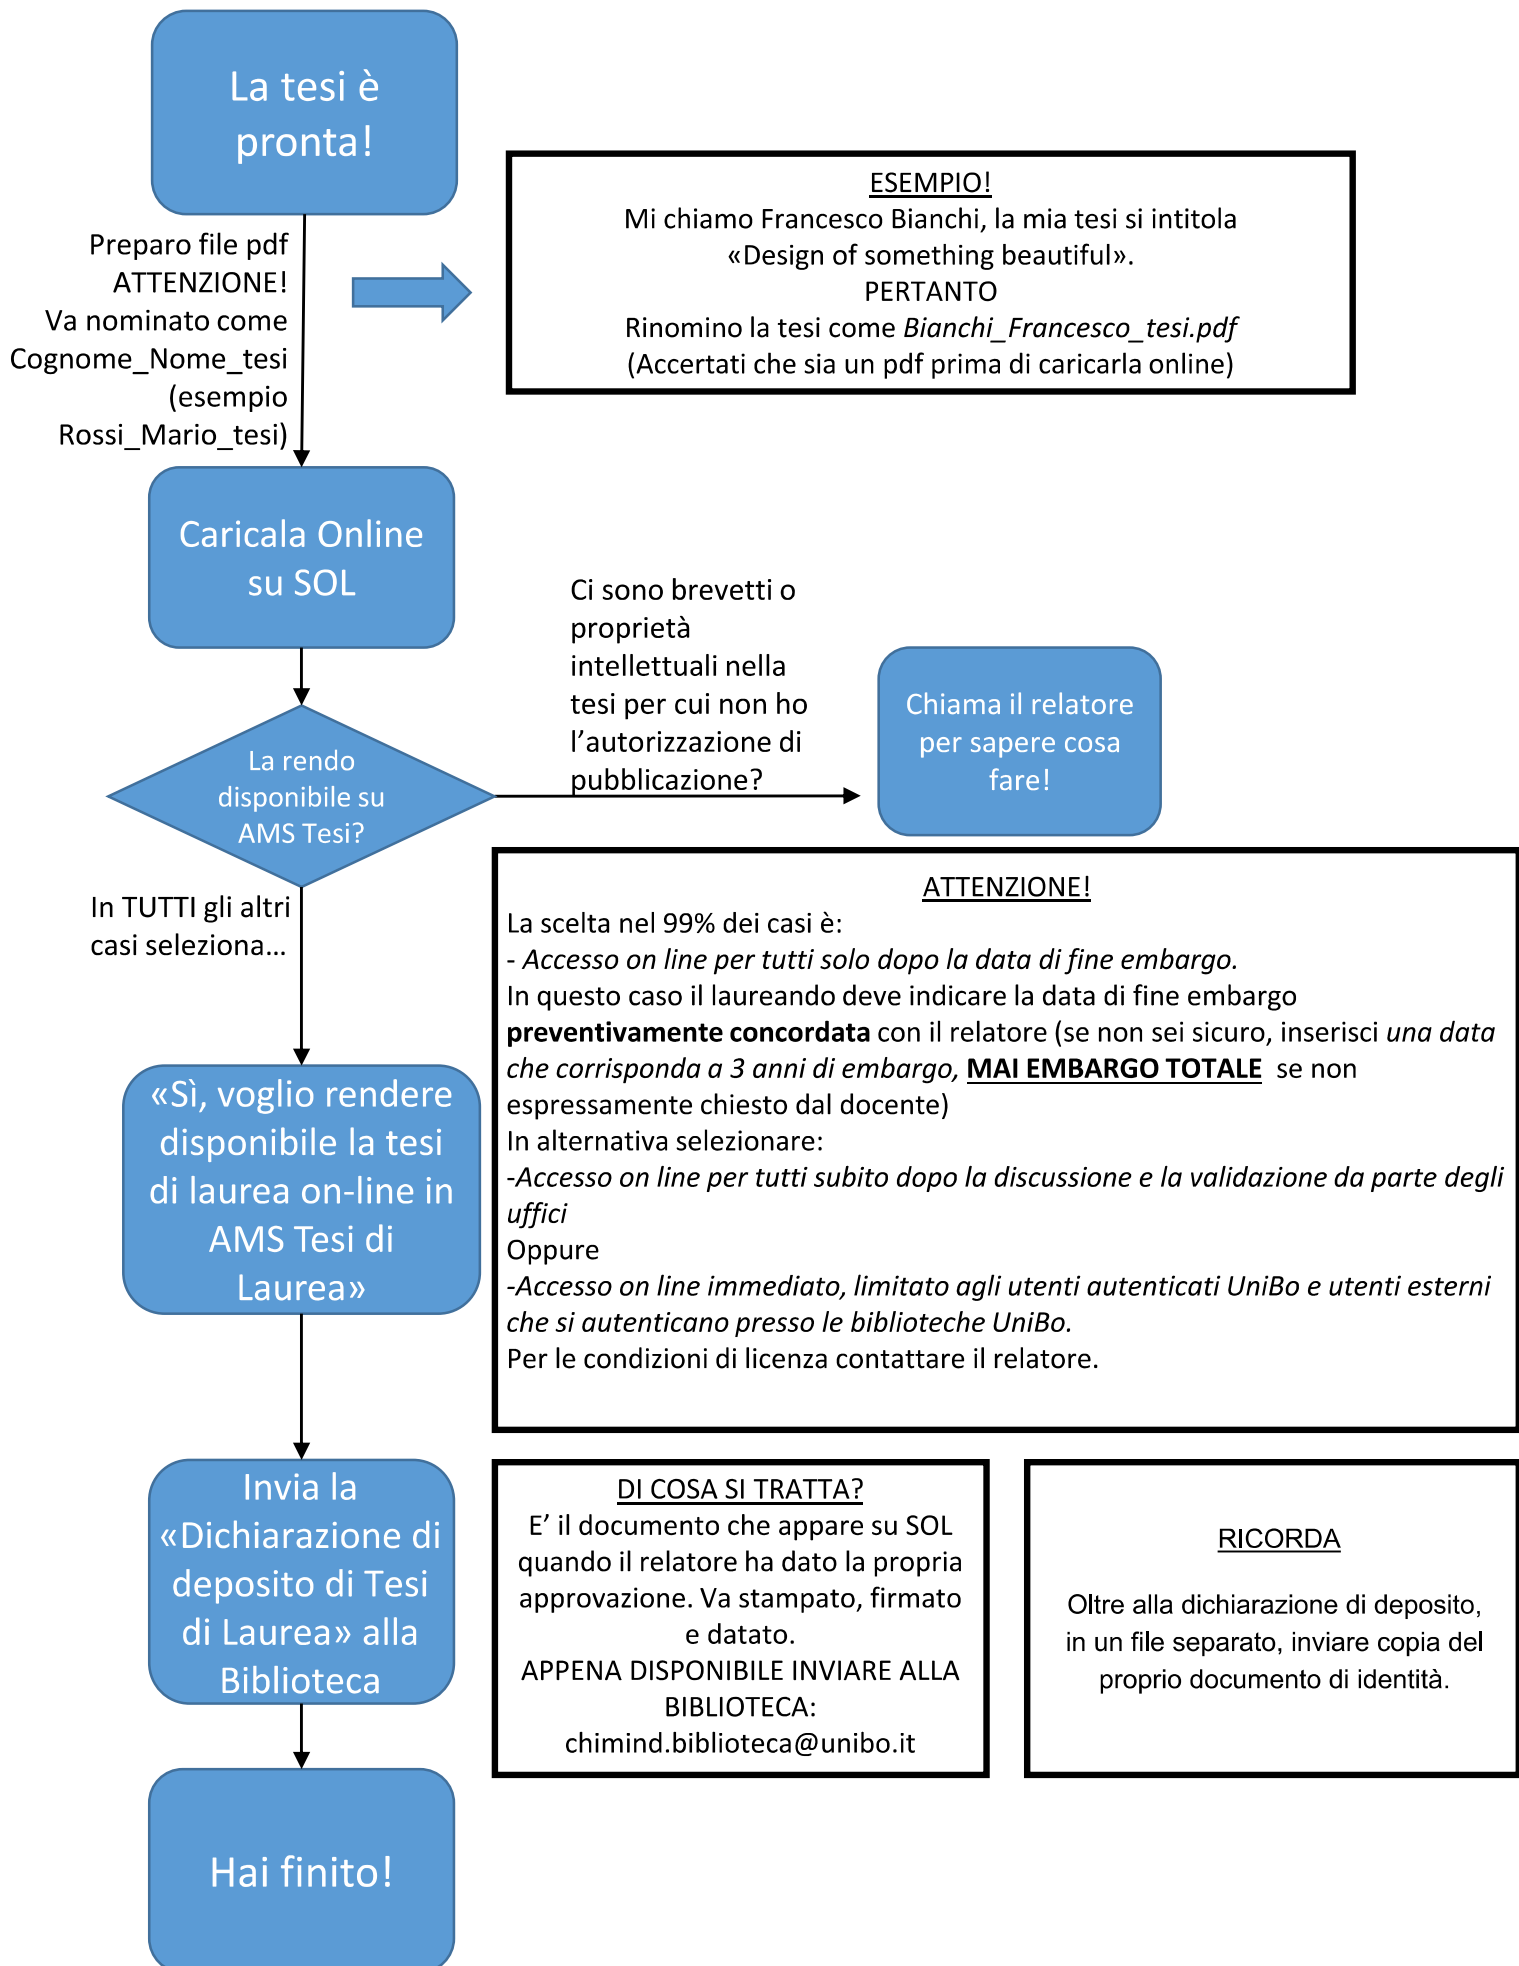 La tesi è
pronta!
Preparo file pdf
ATTENZIONE!
Va nominato come
Cognome_Nome_tesi
(esempio
Rossi_Mario_tesi)
ESEMPIO!
Mi chiamo Francesco Bianchi, la mia tesi si intitola
«Design of something beautiful».
PERTANTO
Rinomino la tesi come Bianchi_Francesco_tesi.pdf
(Accertati che sia un pdf prima di caricarla online)
Caricala Online
su SOL
La rendo
disponibile su
AMS Tesi?
Ci sono brevetti o
proprietà
intellettuali nella
tesi per cui non ho
l’autorizzazione di
pubblicazione?
Chiama il relatore
per sapere cosa
fare!
In TUTTI gli altri
casi seleziona…
«Sì, voglio rendere
disponibile la tesi
di laurea on-line in
AMS Tesi di
Laurea»
ATTENZIONE!
La scelta nel 99% dei casi è:
- Accesso on line per tutti solo dopo la data di fine embargo.
In questo caso il laureando deve indicare la data di fine embargo
preventivamente concordata con il relatore (se non sei sicuro, inserisci una data
che corrisponda a 3 anni di embargo, MAI EMBARGO TOTALE se non
espressamente chiesto dal docente)
In alternativa selezionare:
-Accesso on line per tutti subito dopo la discussione e la validazione da parte degli
uffici
Oppure
-Accesso on line immediato, limitato agli utenti autenticati UniBo e utenti esterni
che si autenticano presso le biblioteche UniBo.
Per le condizioni di licenza contattare il relatore.
Invia la
«Dichiarazione di
deposito di Tesi
di Laurea» alla
Biblioteca
DI COSA SI TRATTA?
E’ il documento che appare su SOL
quando il relatore ha dato la propria
approvazione. Va stampato, firmato
e datato.
APPENA DISPONIBILE INVIARE ALLA
BIBLIOTECA:
chimind.biblioteca@unibo.it
RICORDA
Oltre alla dichiarazione di deposito,
in un file separato, inviare copia del
proprio documento di identità.
Hai finito!